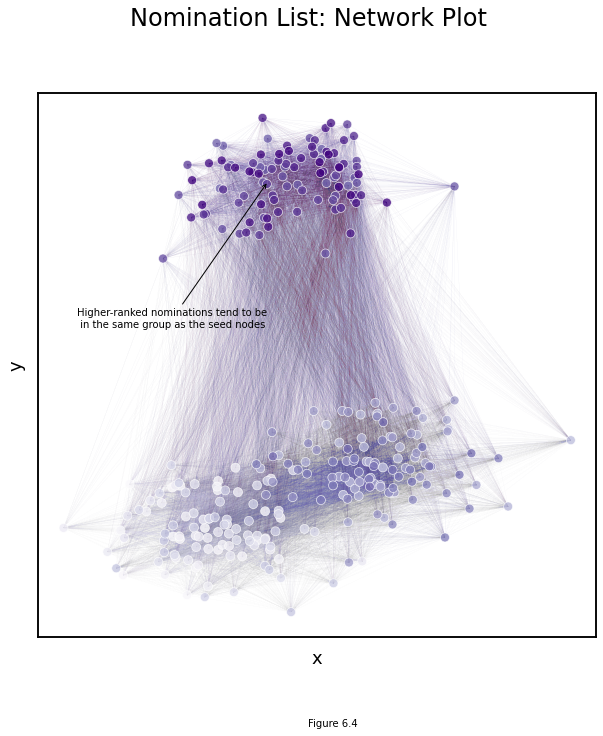 Nomination List: Network Plot
Higher-ranked nominations tend to be
in the same group as the seed nodes
y
x
Figure 6.4